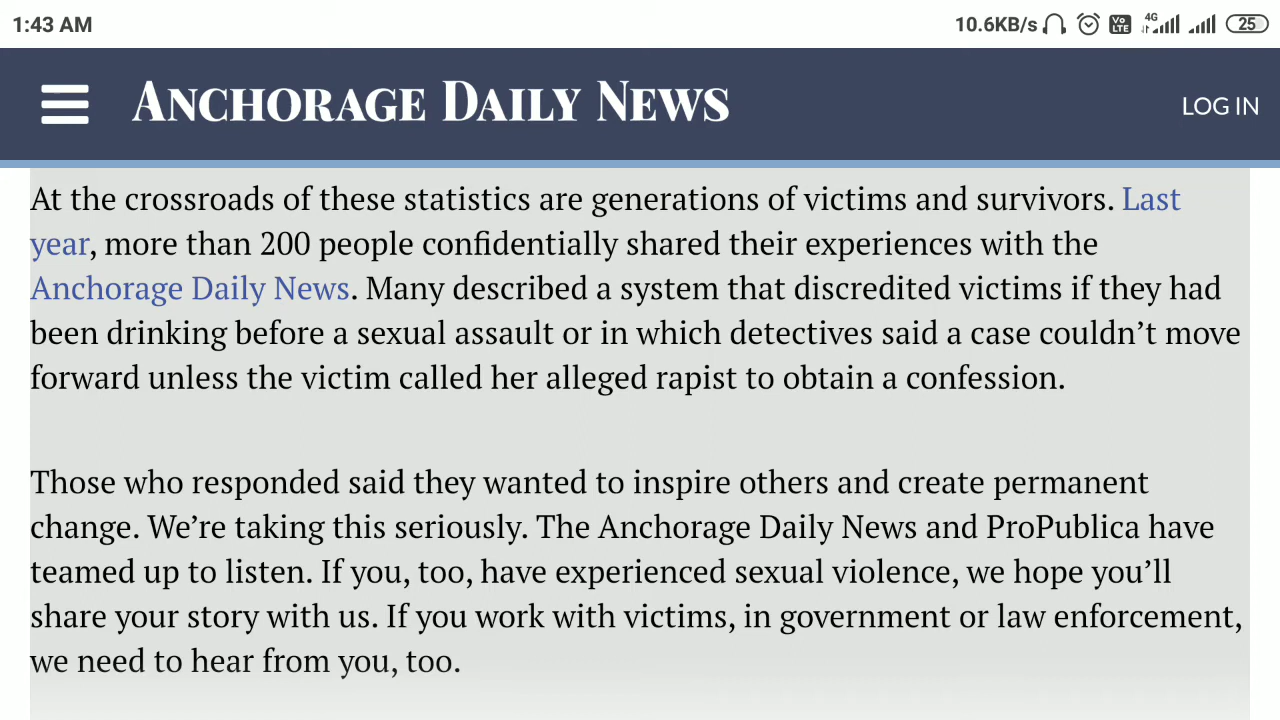 1:43 AM
10.6KB/s
Vo LTE
4G
25
ANCHORAGE DAILY NEWS
LOG IN
At the crossroads of these statistics are generations of victims and survivors. Last
year, more than 200 people confidentially shared their experiences with the
Anchorage Daily News. Many described a system that discredited victims if they had
been drinking before a sexual assault or in which detectives said a case couldn’t move
forward unless the victim called her alleged rapist to obtain a confession.
Those who responded said they wanted to inspire others and create permanent
change. We’re taking this seriously. The Anchorage Daily News and ProPublica have
teamed up to listen. If you, too, have experienced sexual violence, we hope you’ll
share your story with us. If you work with victims, in government or law enforcement,
we need to hear from you, too.